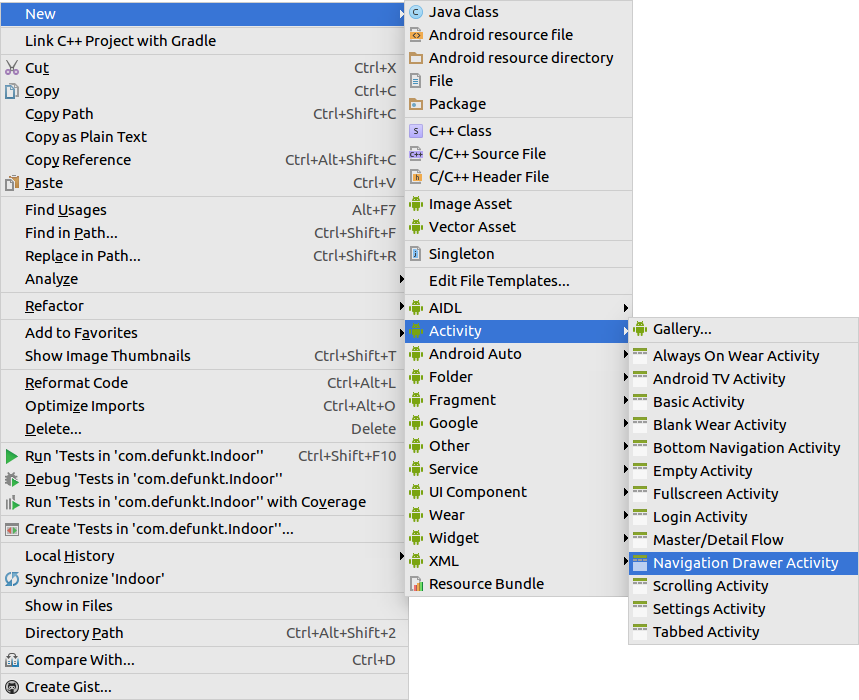 New
Link C++ Project with Gradle
Cut Ctrl+X
Copy Ctrl+C
Copy Path Ctrl+Shift+C
Copy as Plain Text
Copy Reference Ctrl+Alt+Shift+C
Paste Ctrl+V
Find Usages Alt+F7
Find in Path... Ctrl+Shift+F
Replace in Path... Ctrl+Shift+R
Analyze
Refactor
Add to Favorites
Show Image Thumbnails Ctrl+Shift+T
Reformat Code Ctrl+Alt+L
Optimize Imports Ctrl+Alt+O
Delete... Delete
Run 'Tests in 'com.defunkt.Indoor'' Ctrl+Shift+F10
Debug 'Tests in 'com.defunkt.Indoor''
Run 'Tests in 'com.defunkt.Indoor'' with Coverage
Create 'Tests in 'com.defunkt.Indoor''...
Local History
Synchronize 'Indoor'
Show in Files
Directory Path Ctrl+Alt+Shift+2
Compare With... Ctrl+D
Create Gist...
Java Class
Android resource file
Android resource directory
File
Package
C++ Class
C/C++ Source File
C/C++ Header File
Image Asset
Vector Asset
Singleton
Edit File Templates...
AIDL
Activity
Android Auto
Folder
Fragment
Google
Other
Service
UI Component
Wear
Widget
XML
Resource Bundle
Gallery...
Always On Wear Activity
Android TV Activity
Basic Activity
Blank Wear Activity
Bottom Navigation Activity
Empty Activity
Fullscreen Activity
Login Activity
Master/Detail Flow
Navigation Drawer Activity
Scrolling Activity
Settings Activity
Tabbed Activity